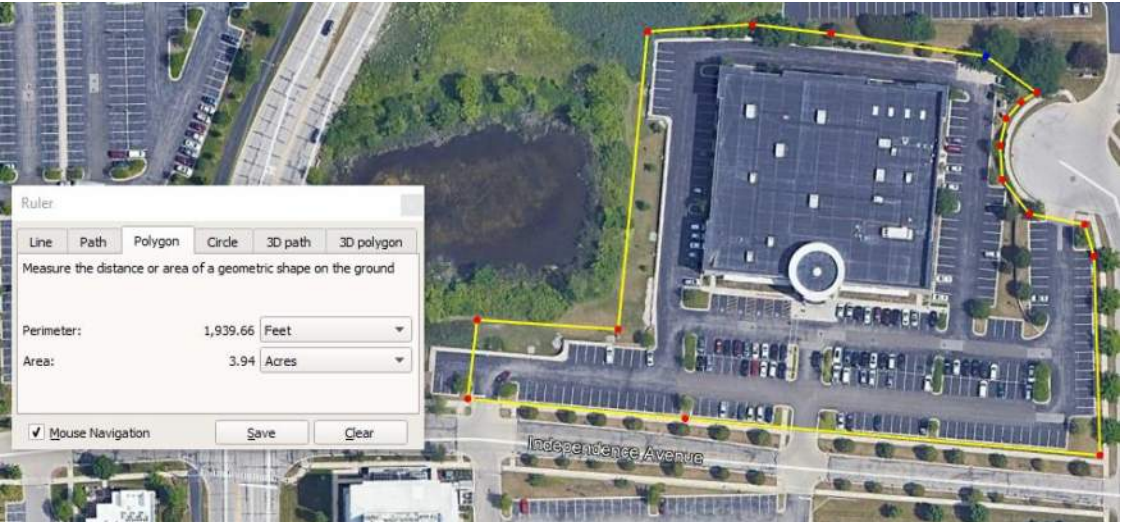 Ruler
Line Path Polygon Circle 3D path 3D polygon
Measure the distance or area of a geometric shape on the ground
Perimeter: 1,939.66 Feet
Area: 3.94 Acres
Mouse Navigation Save Clear
Independence Avenue